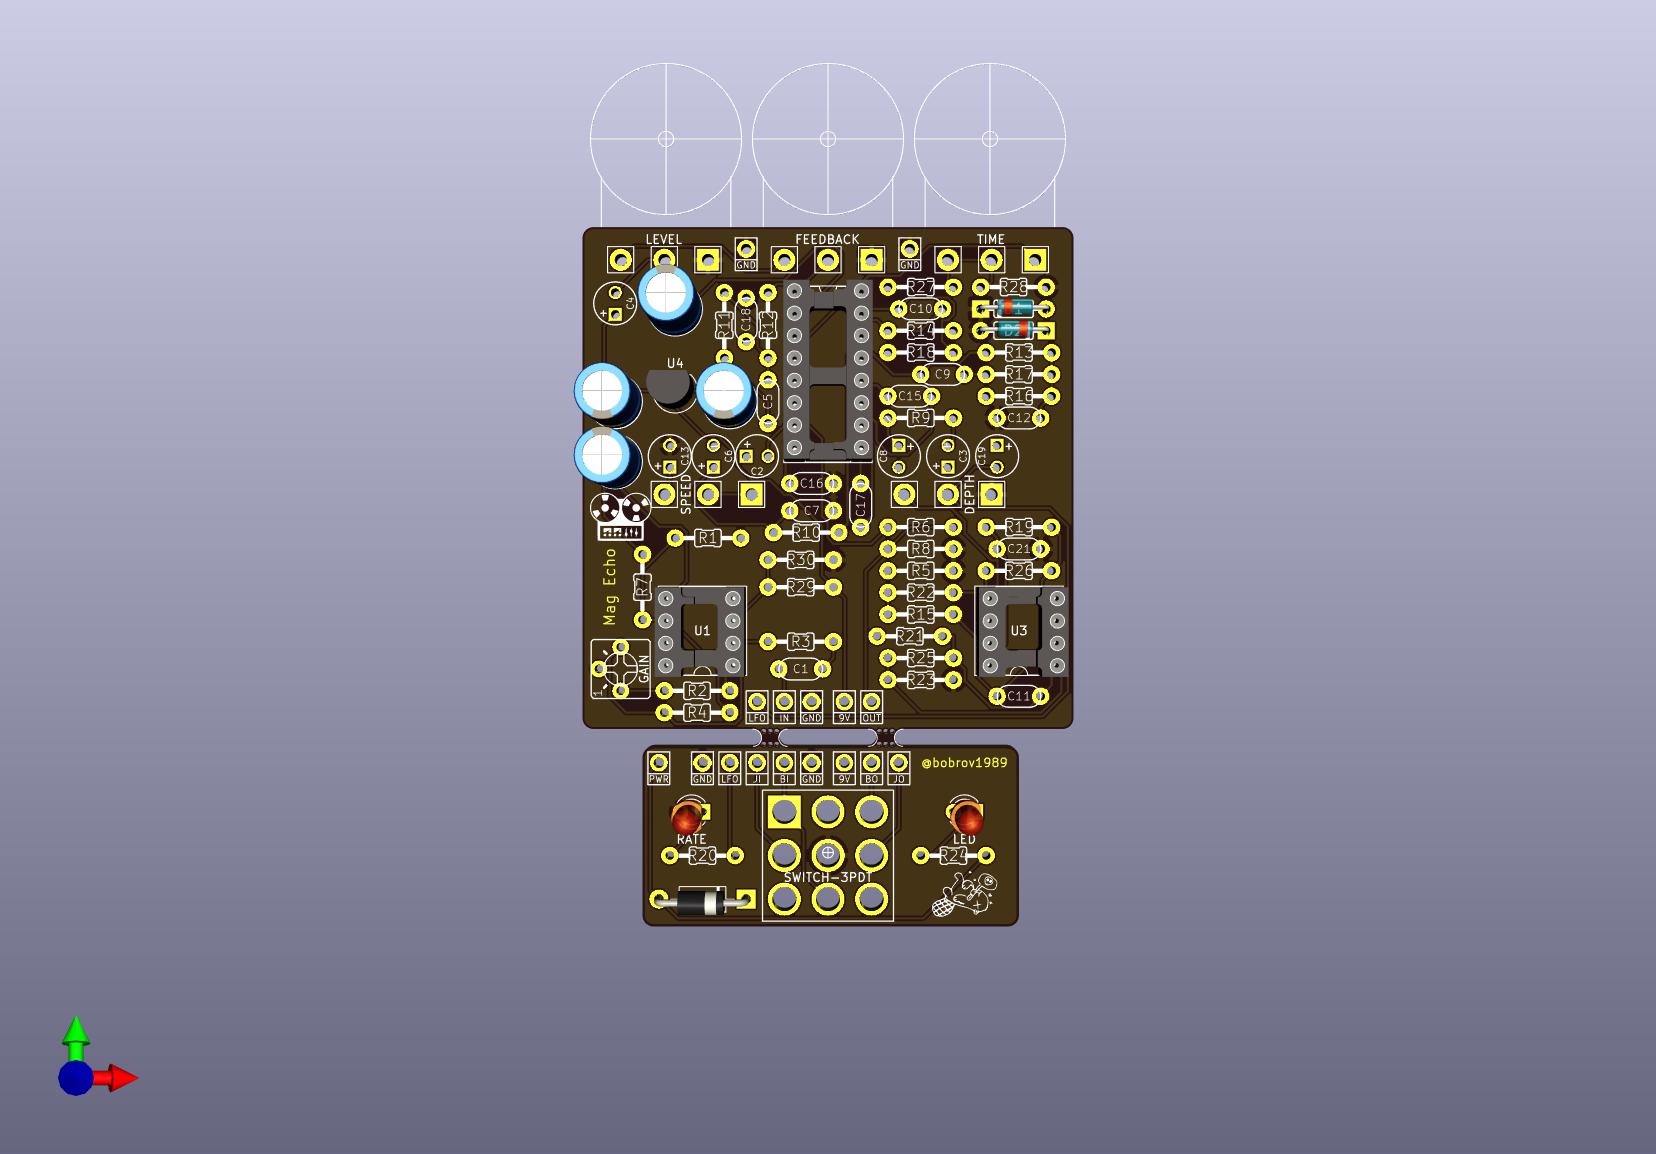 LEVEL FEEDBACK TIME
GND GND
R27 R28
C4 C10
R11 C18 R12 R14
R18 R13
U4
C9 R17
C5 C15 R16
R9 C12
C13 C6 C2 C8 C3 C19
C16
SPEED DEPTH
C7 C17
R10 R6 R19
R1
R8 C21
R30 R5 R26
Mag Echo
R7 R29 R22
R15
U1 U3
R3 R21
R25
GAIN C1 R23
1
R2 C11
R4
LFO IN GND 9V OUT
@bobrov1989
PWR GND LFO JI BI GND 9V BO JO
RATE LED
R20 R24
SWITCH-3PDT